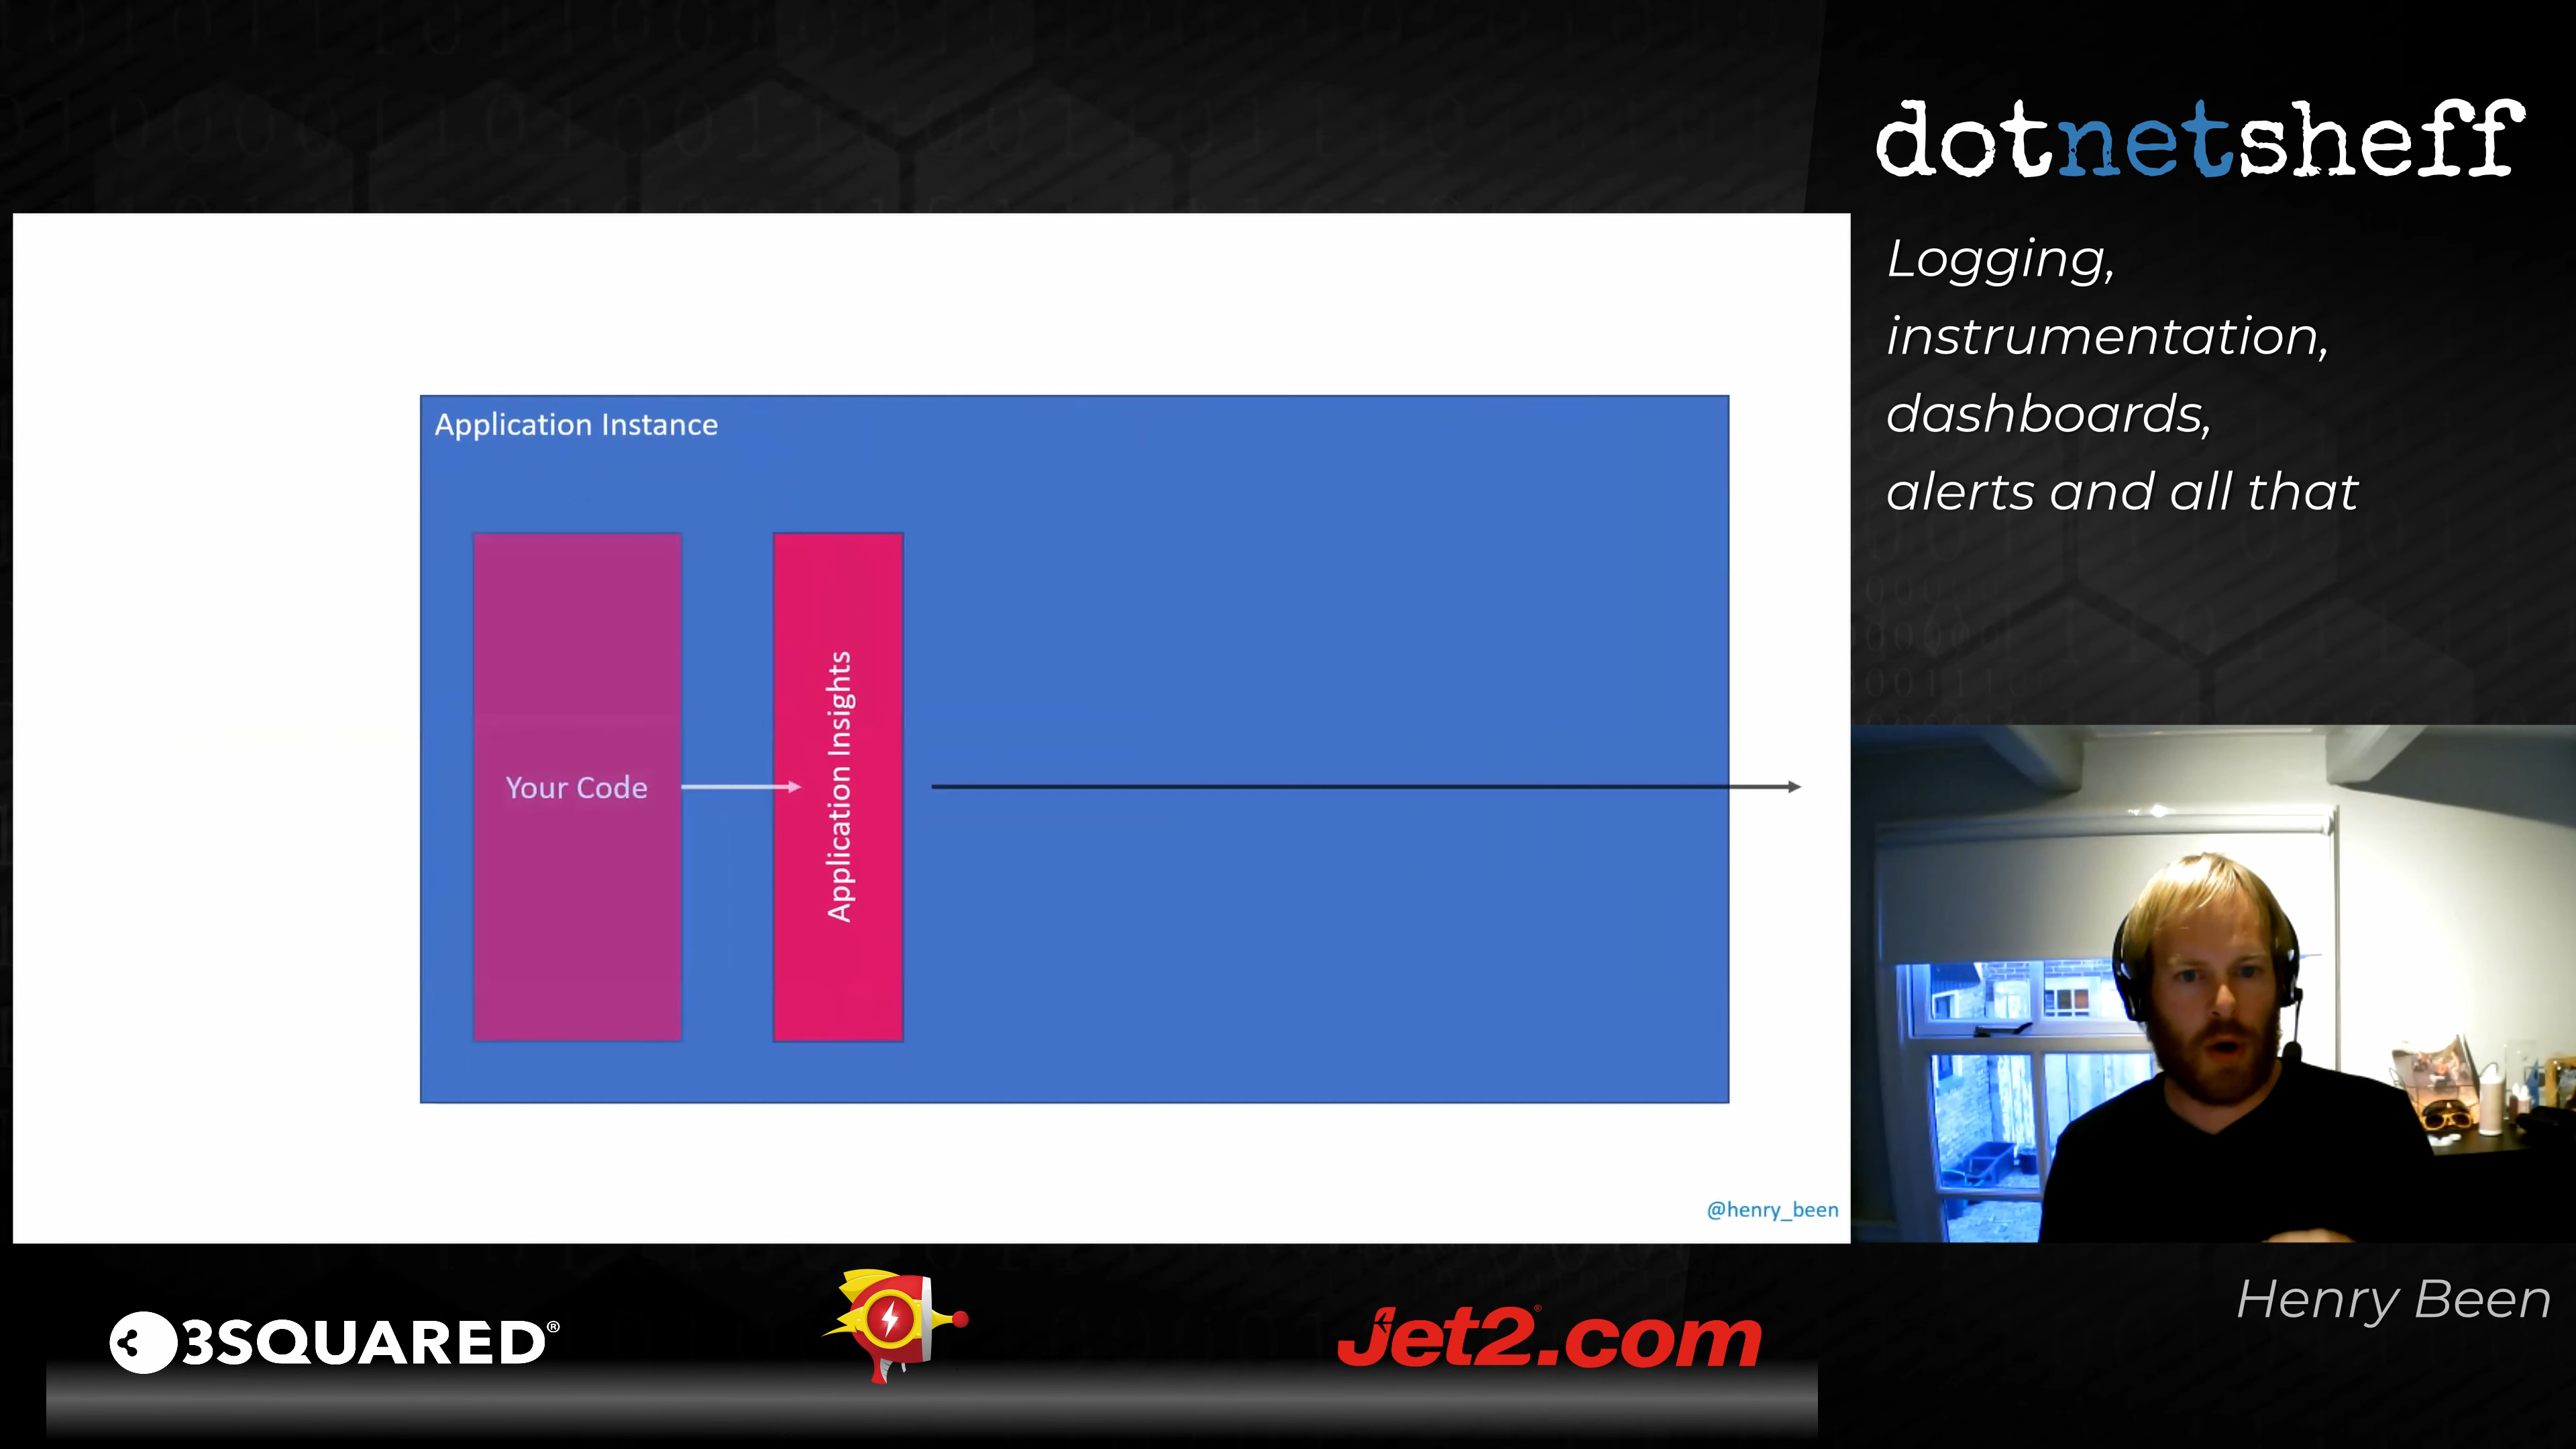 dotnetsheff
Logging,
instrumentation,
dashboards,
alerts and all that
Application Instance
Your Code
Application Insights
@henry_been
Henry Been
3SQUARED®
Jet2.com®